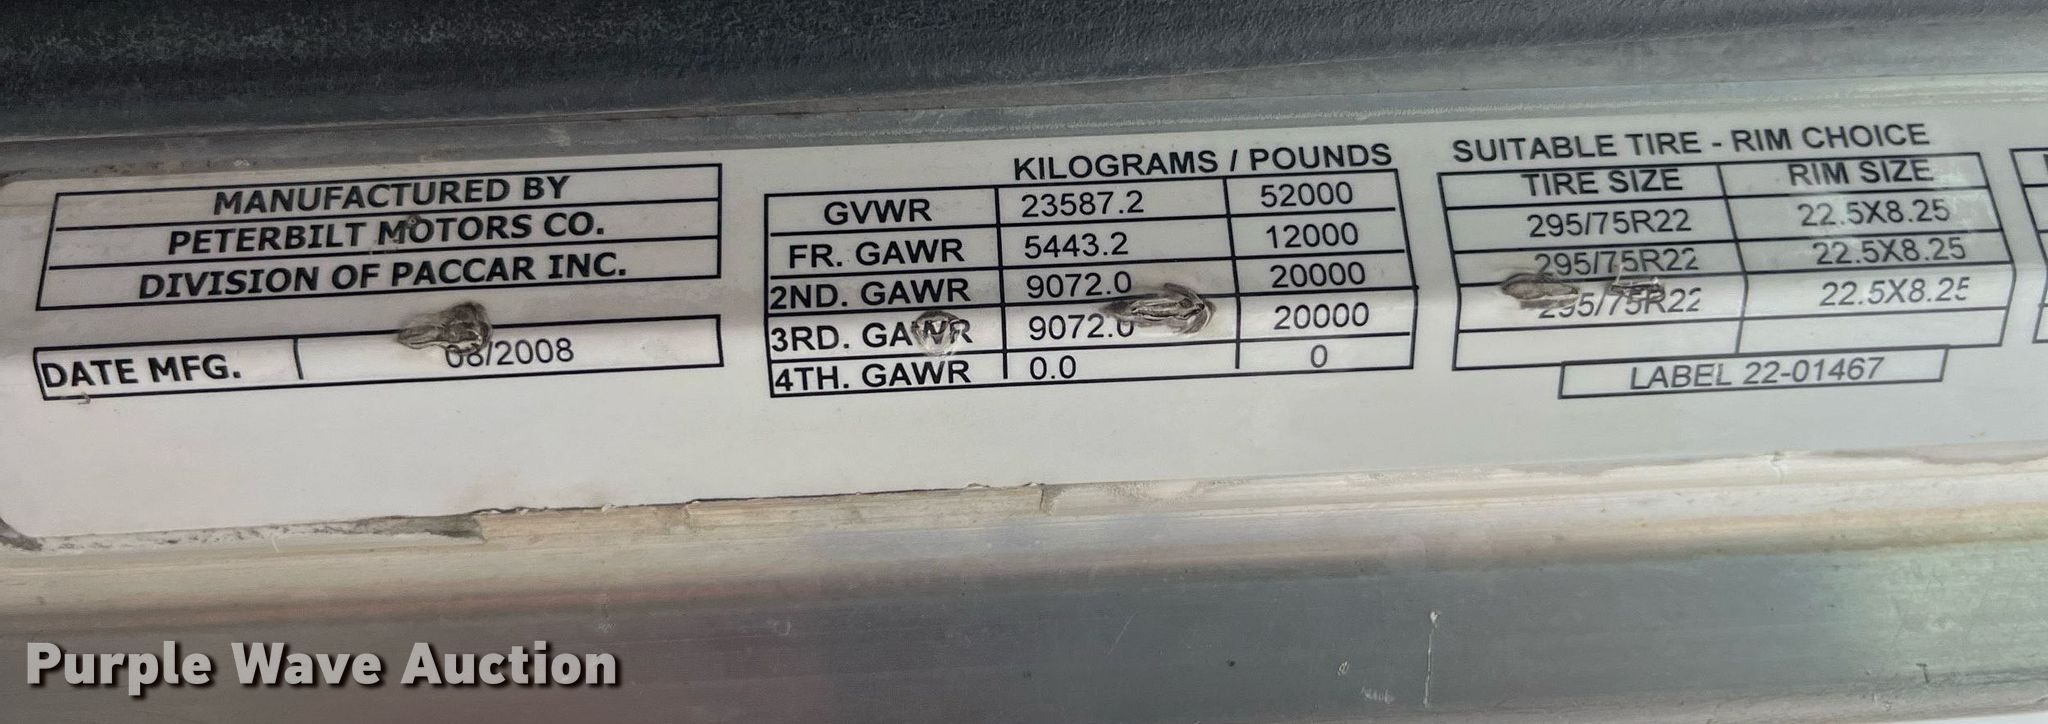 MANUFACTURED BY
PETERBILT MOTORS CO.
DIVISION OF PACCAR INC.
DATE MFG. 08/2008
KILOGRAMS / POUNDS
GVWR 23587.2 52000
FR. GAWR 5443.2 12000
2ND. GAWR 9072.0 20000
3RD. GAWR 9072.0 20000
4TH. GAWR 0.0 0
SUITABLE TIRE - RIM CHOICE
TIRE SIZE RIM SIZE
295/75R22 22.5X8.25
295/75R22 22.5X8.25
295/75R22 22.5X8.25
LABEL 22-01467
Purple Wave Auction